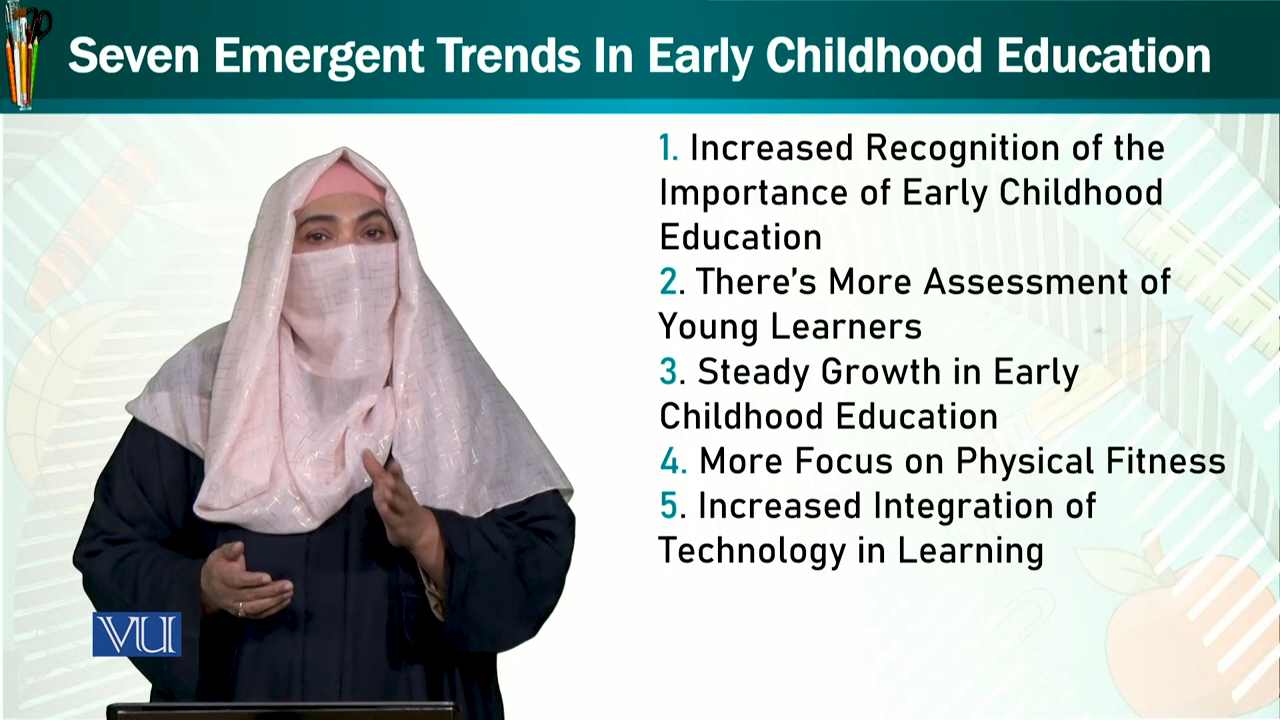 Seven Emergent Trends In Early Childhood Education
1. Increased Recognition of the
Importance of Early Childhood
Education
2. There's More Assessment of
Young Learners
3. Steady Growth in Early
Childhood Education
4. More Focus on Physical Fitness
5. Increased Integration of
Technology in Learning
VU